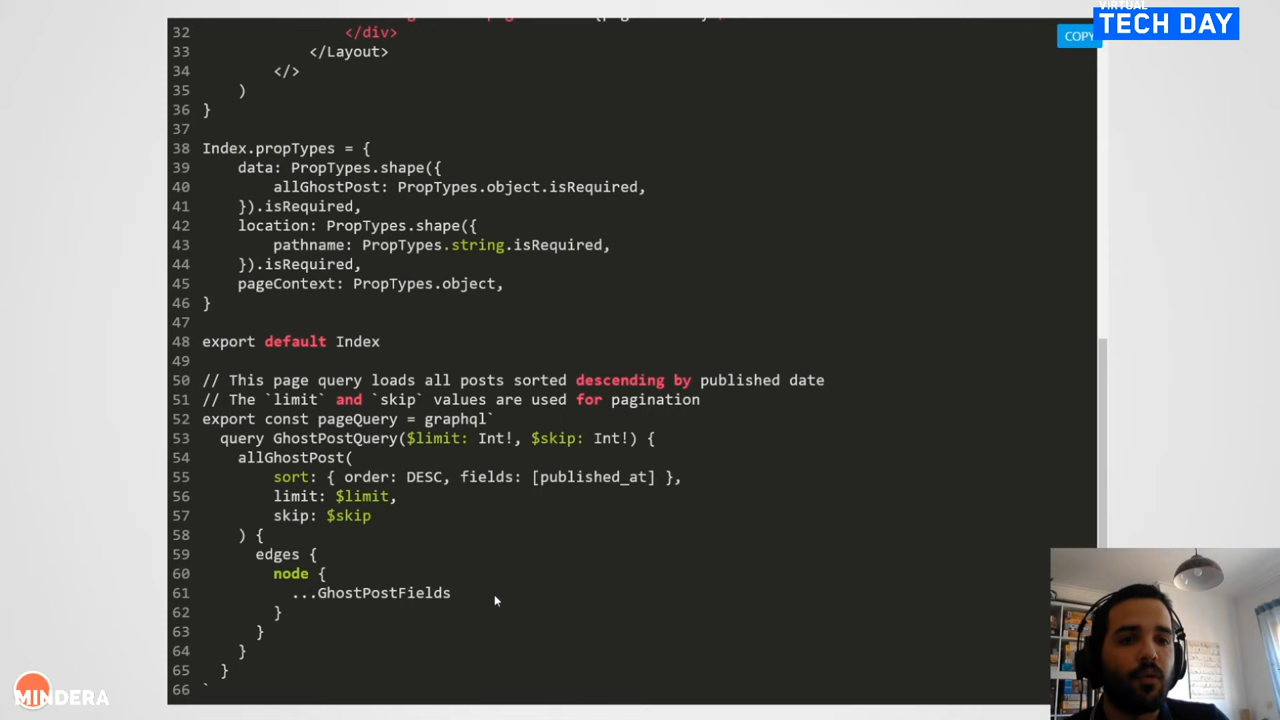 VIRTUAL
TECH DAY
COPY
32 </div>
33 </Layout>
34 </>
35 )
36 }
37
38 Index.propTypes = {
39 data: PropTypes.shape({
40 allGhostPost: PropTypes.object.isRequired,
41 }).isRequired,
42 location: PropTypes.shape({
43 pathname: PropTypes.string.isRequired,
44 }).isRequired,
45 pageContext: PropTypes.object,
46 }
47
48 export default Index
49
50 // This page query loads all posts sorted descending by published date
51 // The `limit` and `skip` values are used for pagination
52 export const pageQuery = graphql`
53 query GhostPostQuery($limit: Int!, $skip: Int!) {
54 allGhostPost(
55 sort: { order: DESC, fields: [published_at] },
56 limit: $limit,
57 skip: $skip
58 ) {
59 edges {
60 node {
61 ...GhostPostFields
62 }
63 }
64 }
65 }
66 `
MINDERA